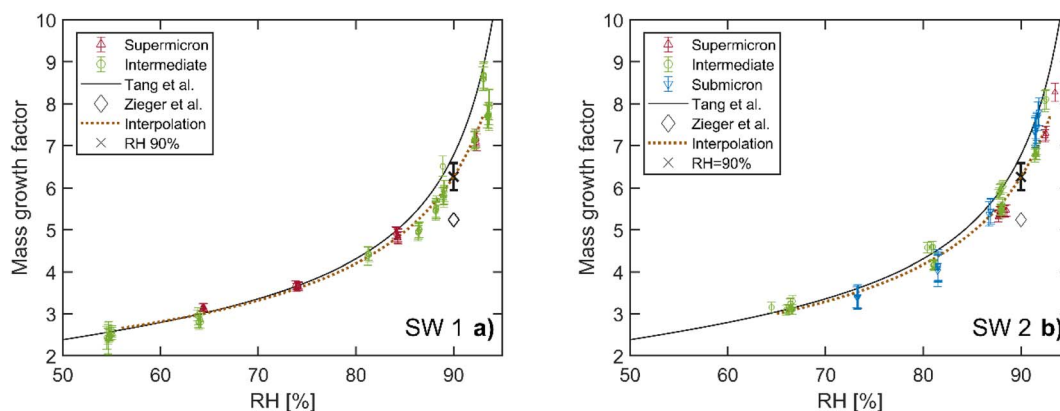 10
9
8
7
6
5
4
3
2
Mass growth factor
Supermicron
Intermediate
Tang et al.
Zieger et al.
Interpolation
RH 90%
SW 1 a)
50 60 70 80 90
RH [%]
10
9
8
7
6
5
4
3
2
Mass growth factor
Supermicron
Intermediate
Submicron
Tang et al.
Zieger et al.
Interpolation
RH=90%
SW 2 b)
50 60 70 80 90
RH [%]